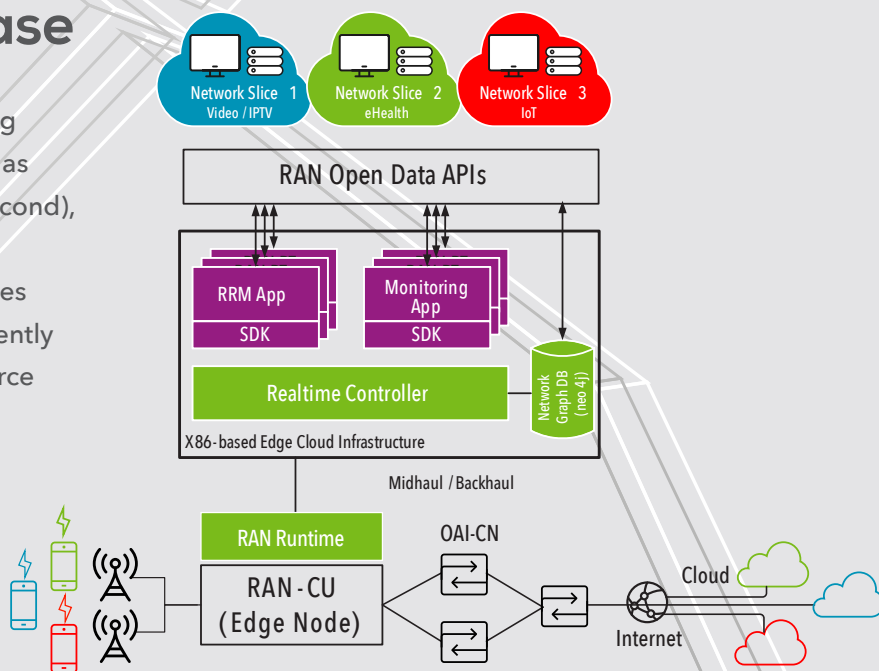 ase
ng
as
cond),
es
ently
rce
Network Slice 1
Video / IPTV
Network Slice 2
eHealth
Network Slice 3
IoT
RAN Open Data APIs
RRM App
SDK
Monitoring
App
SDK
Realtime Controller
Network
Graph DB
(neo 4j)
X86-based Edge Cloud Infrastructure
Midhaul / Backhaul
RAN Runtime
OAI-CN
RAN-CU
(Edge Node)
Cloud
Internet